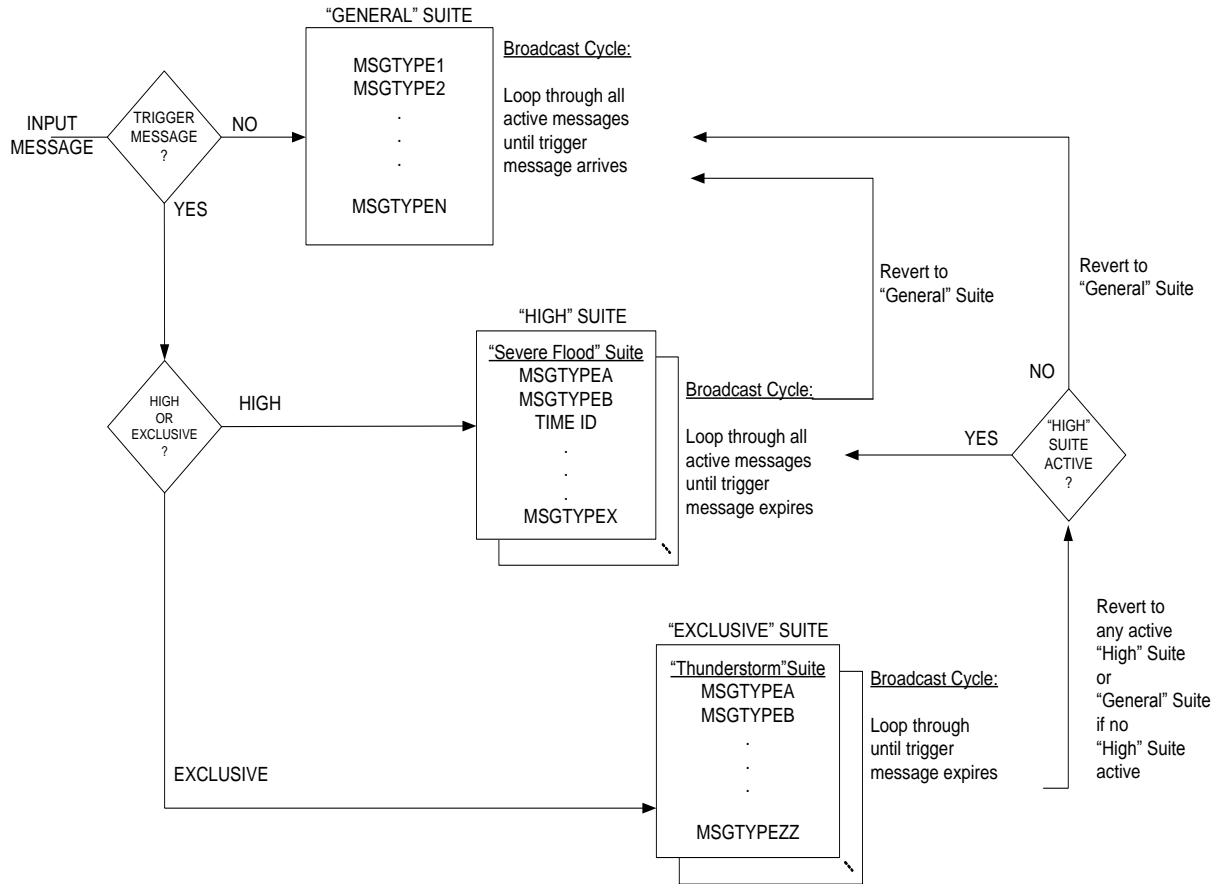 “GENERAL” SUITE
MSGTYPE1
MSGTYPE2
.
.
.
MSGTYPEN
Broadcast Cycle:
Loop through all
active messages
until trigger
message arrives
INPUT
MESSAGE
TRIGGER
MESSAGE
?
NO
YES
Revert to
“General” Suite
Revert to
“General” Suite
“HIGH” SUITE
“Severe Flood” Suite
MSGTYPEA
MSGTYPEB
TIME ID
.
.
.
MSGTYPEX
Broadcast Cycle:
Loop through all
active messages
until trigger
message expires
HIGH
OR
EXCLUSIVE
?
HIGH
NO
YES
“HIGH”
SUITE
ACTIVE
?
Revert to
any active
“High” Suite
or
“General” Suite
if no
“High” Suite
active
“EXCLUSIVE” SUITE
“Thunderstorm”Suite
MSGTYPEA
MSGTYPEB
.
.
.
MSGTYPEZZ
Broadcast Cycle:
Loop through
until trigger
message expires
EXCLUSIVE